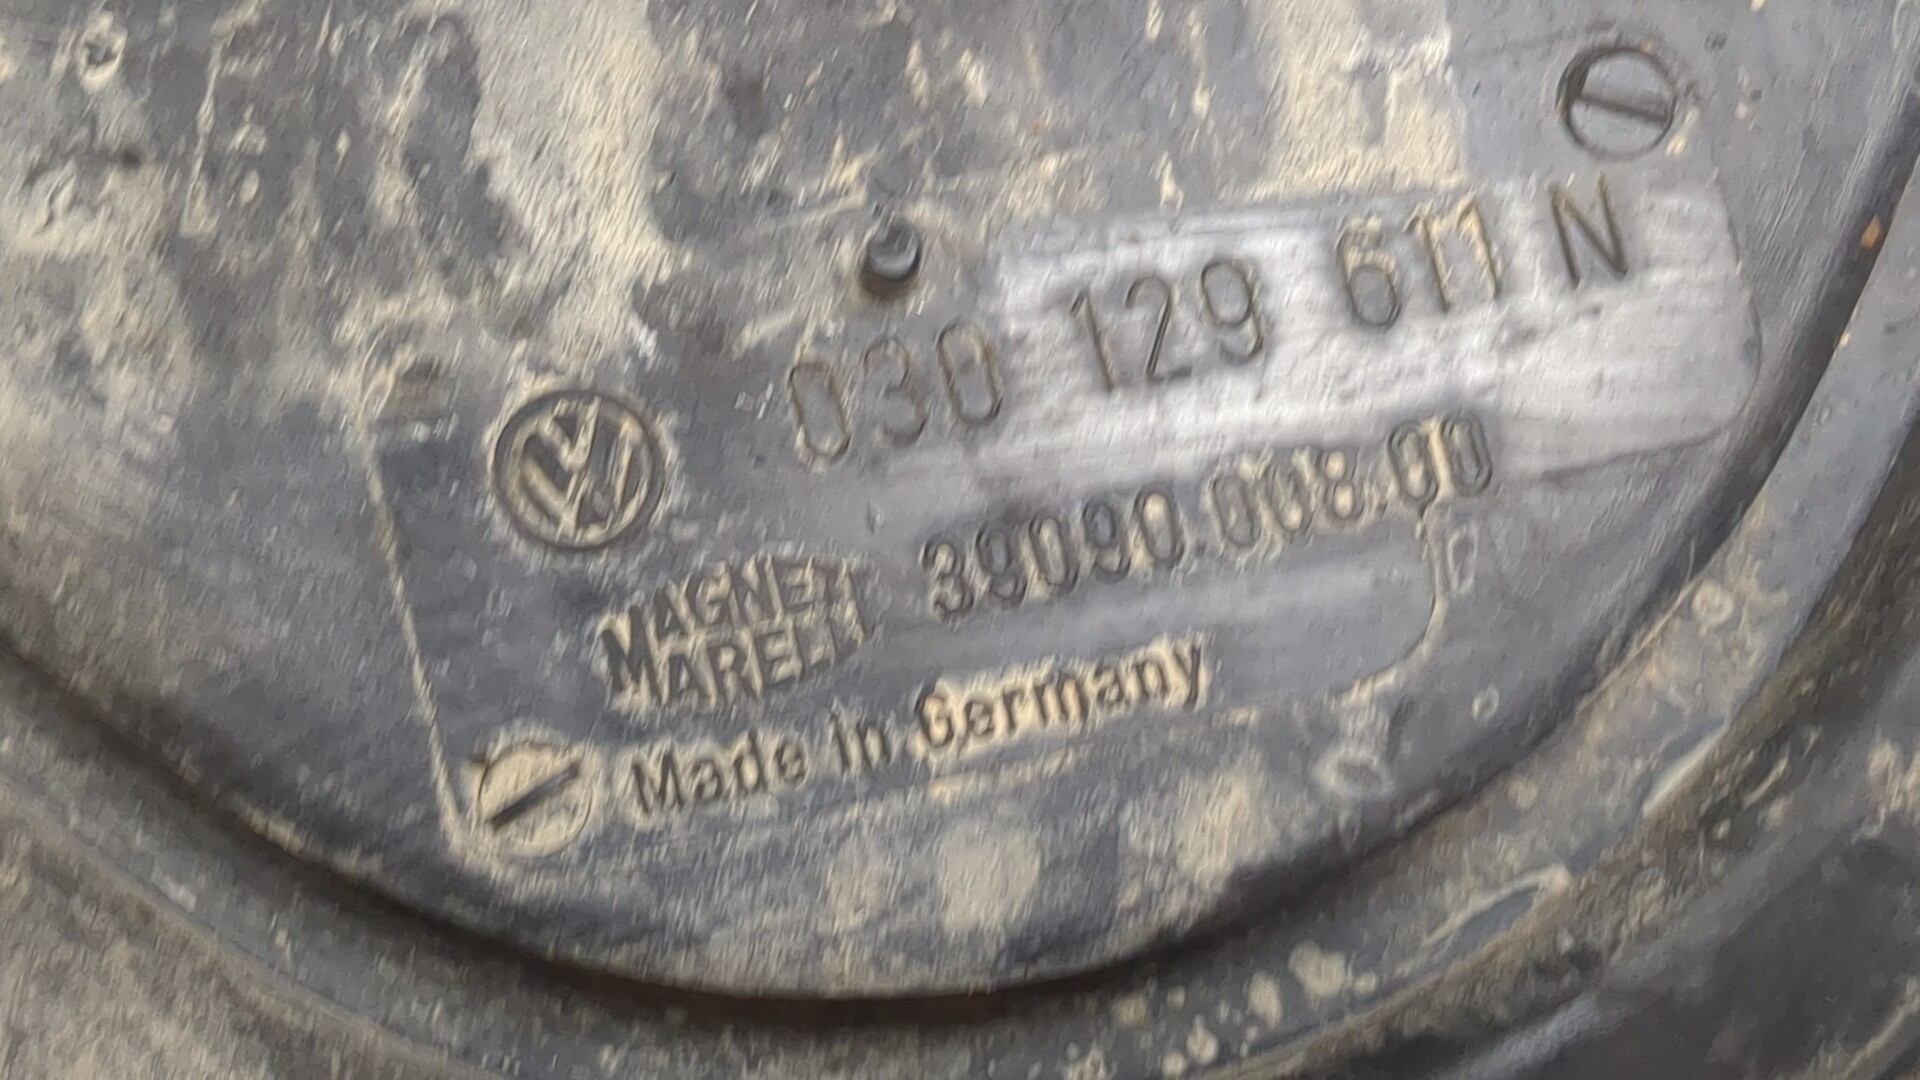 030 129 611 N
39090.008.00
MAGNETI
MARELLI
Made in Germany